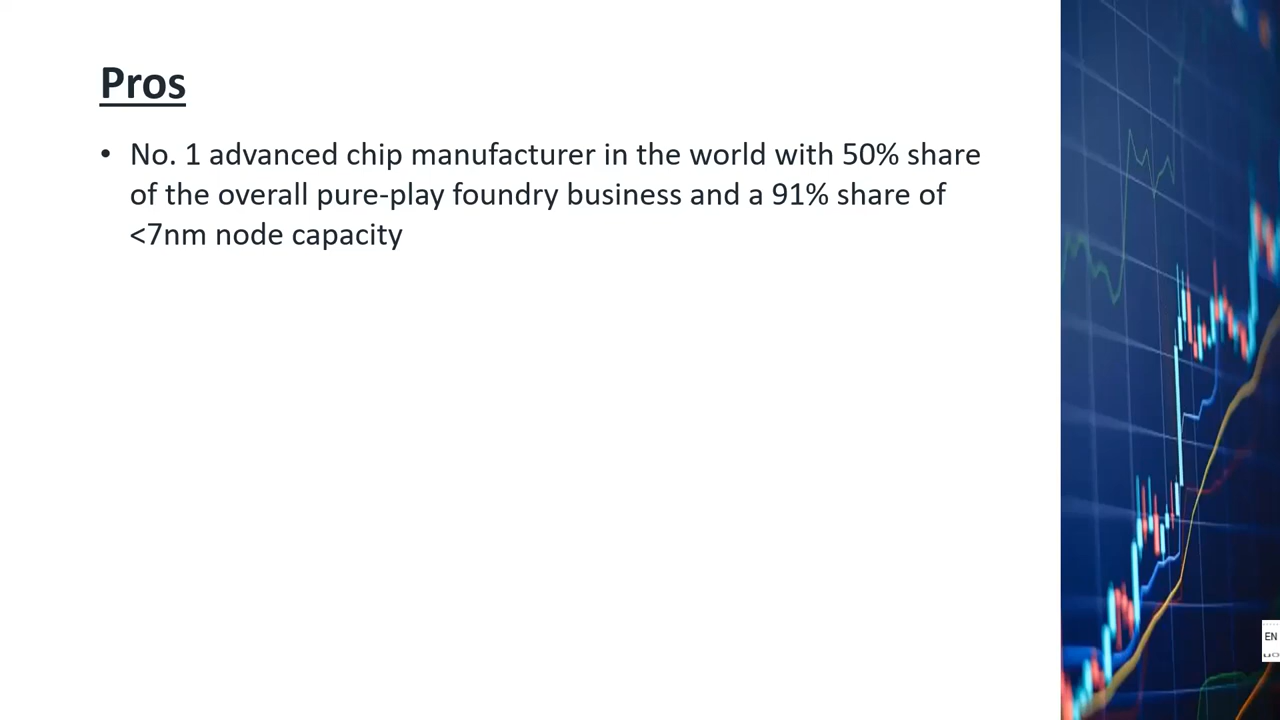 Pros
• No. 1 advanced chip manufacturer in the world with 50% share
of the overall pure-play foundry business and a 91% share of
<7nm node capacity
EN